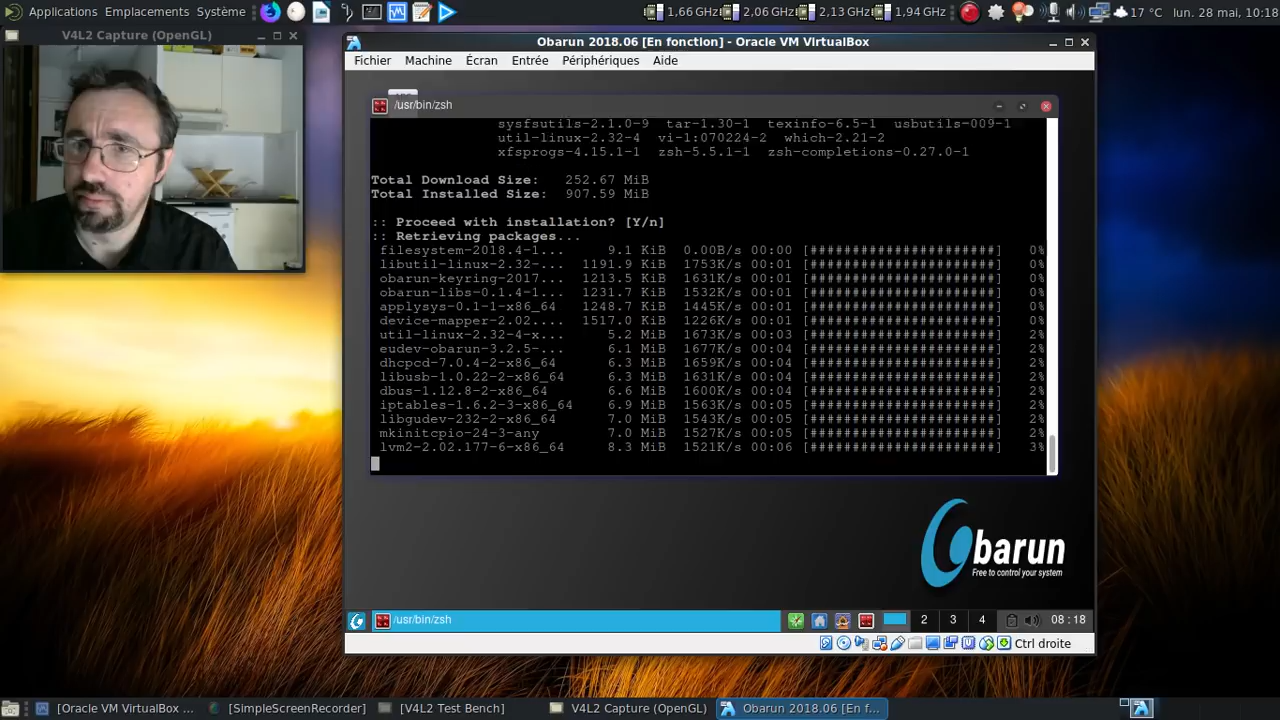 Applications Emplacements Système
1,66 GHz 2,06 GHz 2,13 GHz 1,94 GHz
17 °C lun. 28 mai, 10:18
V4L2 Capture (OpenGL)
Obarun 2018.06 [En fonction] - Oracle VM VirtualBox
Fichier Machine Écran Entrée Périphériques Aide
/usr/bin/zsh
sysfsutils-2.1.0-9 tar-1.30-1 texinfo-6.5-1 usbutils-009-1
util-linux-2.32-4 vi-1:070224-2 which-2.21-2
xfsprogs-4.15.1-1 zsh-5.5.1-1 zsh-completions-0.27.0-1
Total Download Size: 252.67 MiB
Total Installed Size: 907.59 MiB
:: Proceed with installation? [Y/n]
:: Retrieving packages...
filesystem-2018.4-1... 9.1 KiB 0.00B/s 00:00 [######################] 0%
libutil-linux-2.32-... 1191.9 KiB 1753K/s 00:01 [######################] 0%
obarun-keyring-2017... 1213.5 KiB 1631K/s 00:01 [######################] 0%
obarun-libs-0.1.4-1... 1231.7 KiB 1532K/s 00:01 [######################] 0%
applysys-0.1-1-x86_64 1248.7 KiB 1445K/s 00:01 [######################] 0%
device-mapper-2.02.... 1517.0 KiB 1226K/s 00:01 [######################] 0%
util-linux-2.32-4-x... 5.2 MiB 1673K/s 00:03 [######################] 2%
eudev-obarun-3.2.5-... 6.1 MiB 1677K/s 00:04 [######################] 2%
dhcpcd-7.0.4-2-x86_64 6.3 MiB 1659K/s 00:04 [######################] 2%
libusb-1.0.22-2-x86_64 6.3 MiB 1631K/s 00:04 [######################] 2%
dbus-1.12.8-2-x86_64 6.6 MiB 1600K/s 00:04 [######################] 2%
iptables-1.6.2-3-x86_64 6.9 MiB 1563K/s 00:05 [######################] 2%
libgudev-232-2-x86_64 7.0 MiB 1543K/s 00:05 [######################] 2%
mkinitcpio-24-3-any 7.0 MiB 1527K/s 00:05 [######################] 2%
lvm2-2.02.177-6-x86_64 8.3 MiB 1521K/s 00:06 [######################] 3%
Obarun
Free to control your system
/usr/bin/zsh
2 3 4 08:18
Ctrl droite
[Oracle VM VirtualBox ... [SimpleScreenRecorder] [V4L2 Test Bench] V4L2 Capture (OpenGL) Obarun 2018.06 [En f...